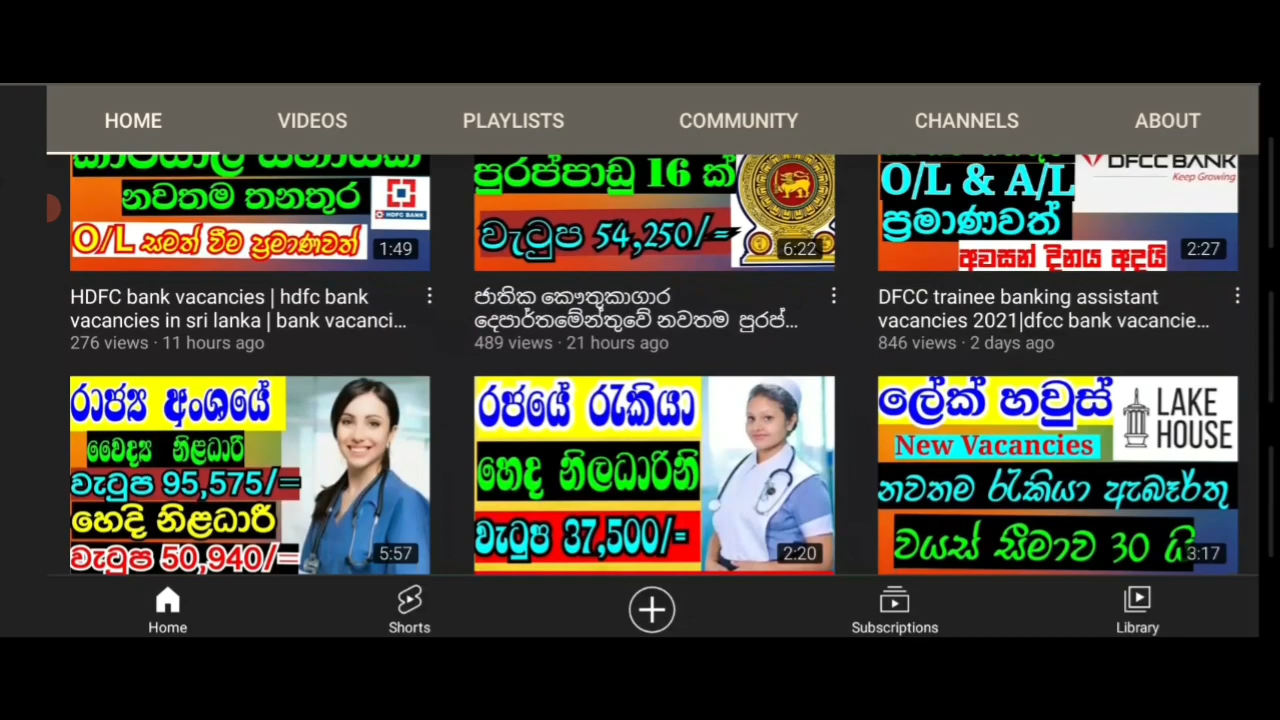 HOME VIDEOS PLAYLISTS COMMUNITY CHANNELS ABOUT
කාර්යාල සහායක
නවතම තනතුර
HDFC BANK
O/L සමත් වීම ප්‍රමාණවත්
1:49
පුරප්පාඩු 16 ක්
වැටුප 54,250/=
6:22
DFCC BANK
Keep Growing
O/L & A/L
ප්‍රමාණවත්
අවසන් දිනය අදයි
2:27
HDFC bank vacancies | hdfc bank
vacancies in sri lanka | bank vacanci...
276 views · 11 hours ago
ජාතික කෞතුකාගාර
දෙපාර්තමේන්තුවේ නවතම පුරප්...
489 views · 21 hours ago
DFCC trainee banking assistant
vacancies 2021|dfcc bank vacancie...
846 views · 2 days ago
රාජ්‍ය අංශයේ
වෛද්‍ය නිළධාරී
වැටුප 95,575/=
හෙදි නිළධාරී
වැටුප 50,940/=
5:57
රජයේ රැකියා
හෙද නිලධාරිනි
වැටුප 37,500/=
2:20
ලේක් හවුස්
LAKE
HOUSE
New Vacancies
නවතම රැකියා ඇබෑර්තු
වයස් සීමාව 30 යි
3:17
Home Shorts Subscriptions Library